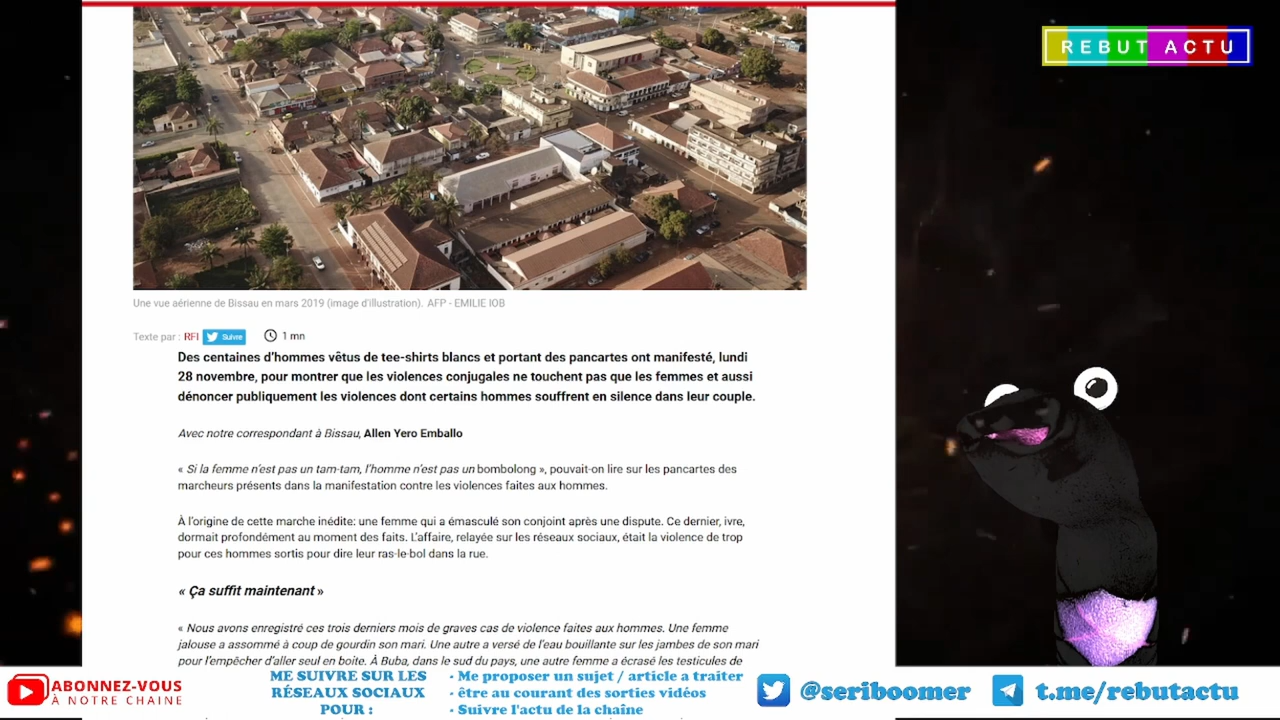 REBUT ACTU
Une vue aérienne de Bissau en mars 2019 (image d'illustration). AFP - EMILIE IOB
Texte par : RFI Suivre 1 mn
Des centaines d'hommes vêtus de tee-shirts blancs et portant des pancartes ont manifesté, lundi
28 novembre, pour montrer que les violences conjugales ne touchent pas que les femmes et aussi
dénoncer publiquement les violences dont certains hommes souffrent en silence dans leur couple.
Avec notre correspondant à Bissau, Allen Yero Emballo
« Si la femme n'est pas un tam-tam, l'homme n'est pas un bombolong », pouvait-on lire sur les pancartes des
marcheurs présents dans la manifestation contre les violences faites aux hommes.
À l'origine de cette marche inédite: une femme qui a émasculé son conjoint après une dispute. Ce dernier, ivre,
dormait profondément au moment des faits. L'affaire, relayée sur les réseaux sociaux, était la violence de trop
pour ces hommes sortis pour dire leur ras-le-bol dans la rue.
« Ça suffit maintenant »
« Nous avons enregistré ces trois derniers mois de graves cas de violence faites aux hommes. Une femme
jalouse a assommé à coup de gourdin son mari. Une autre a versé de l'eau bouillante sur les jambes de son mari
pour l'empêcher d'aller seul en boite. À Buba, dans le sud du pays, une autre femme a écrasé les testicules de
ABONNEZ-VOUS
À NOTRE CHAINE
ME SUIVRE SUR LES
RÉSEAUX SOCIAUX
POUR :
- Me proposer un sujet / article a traiter
- être au courant des sorties vidéos
- Suivre l'actu de la chaîne
@seriboomer
t.me/rebutactu